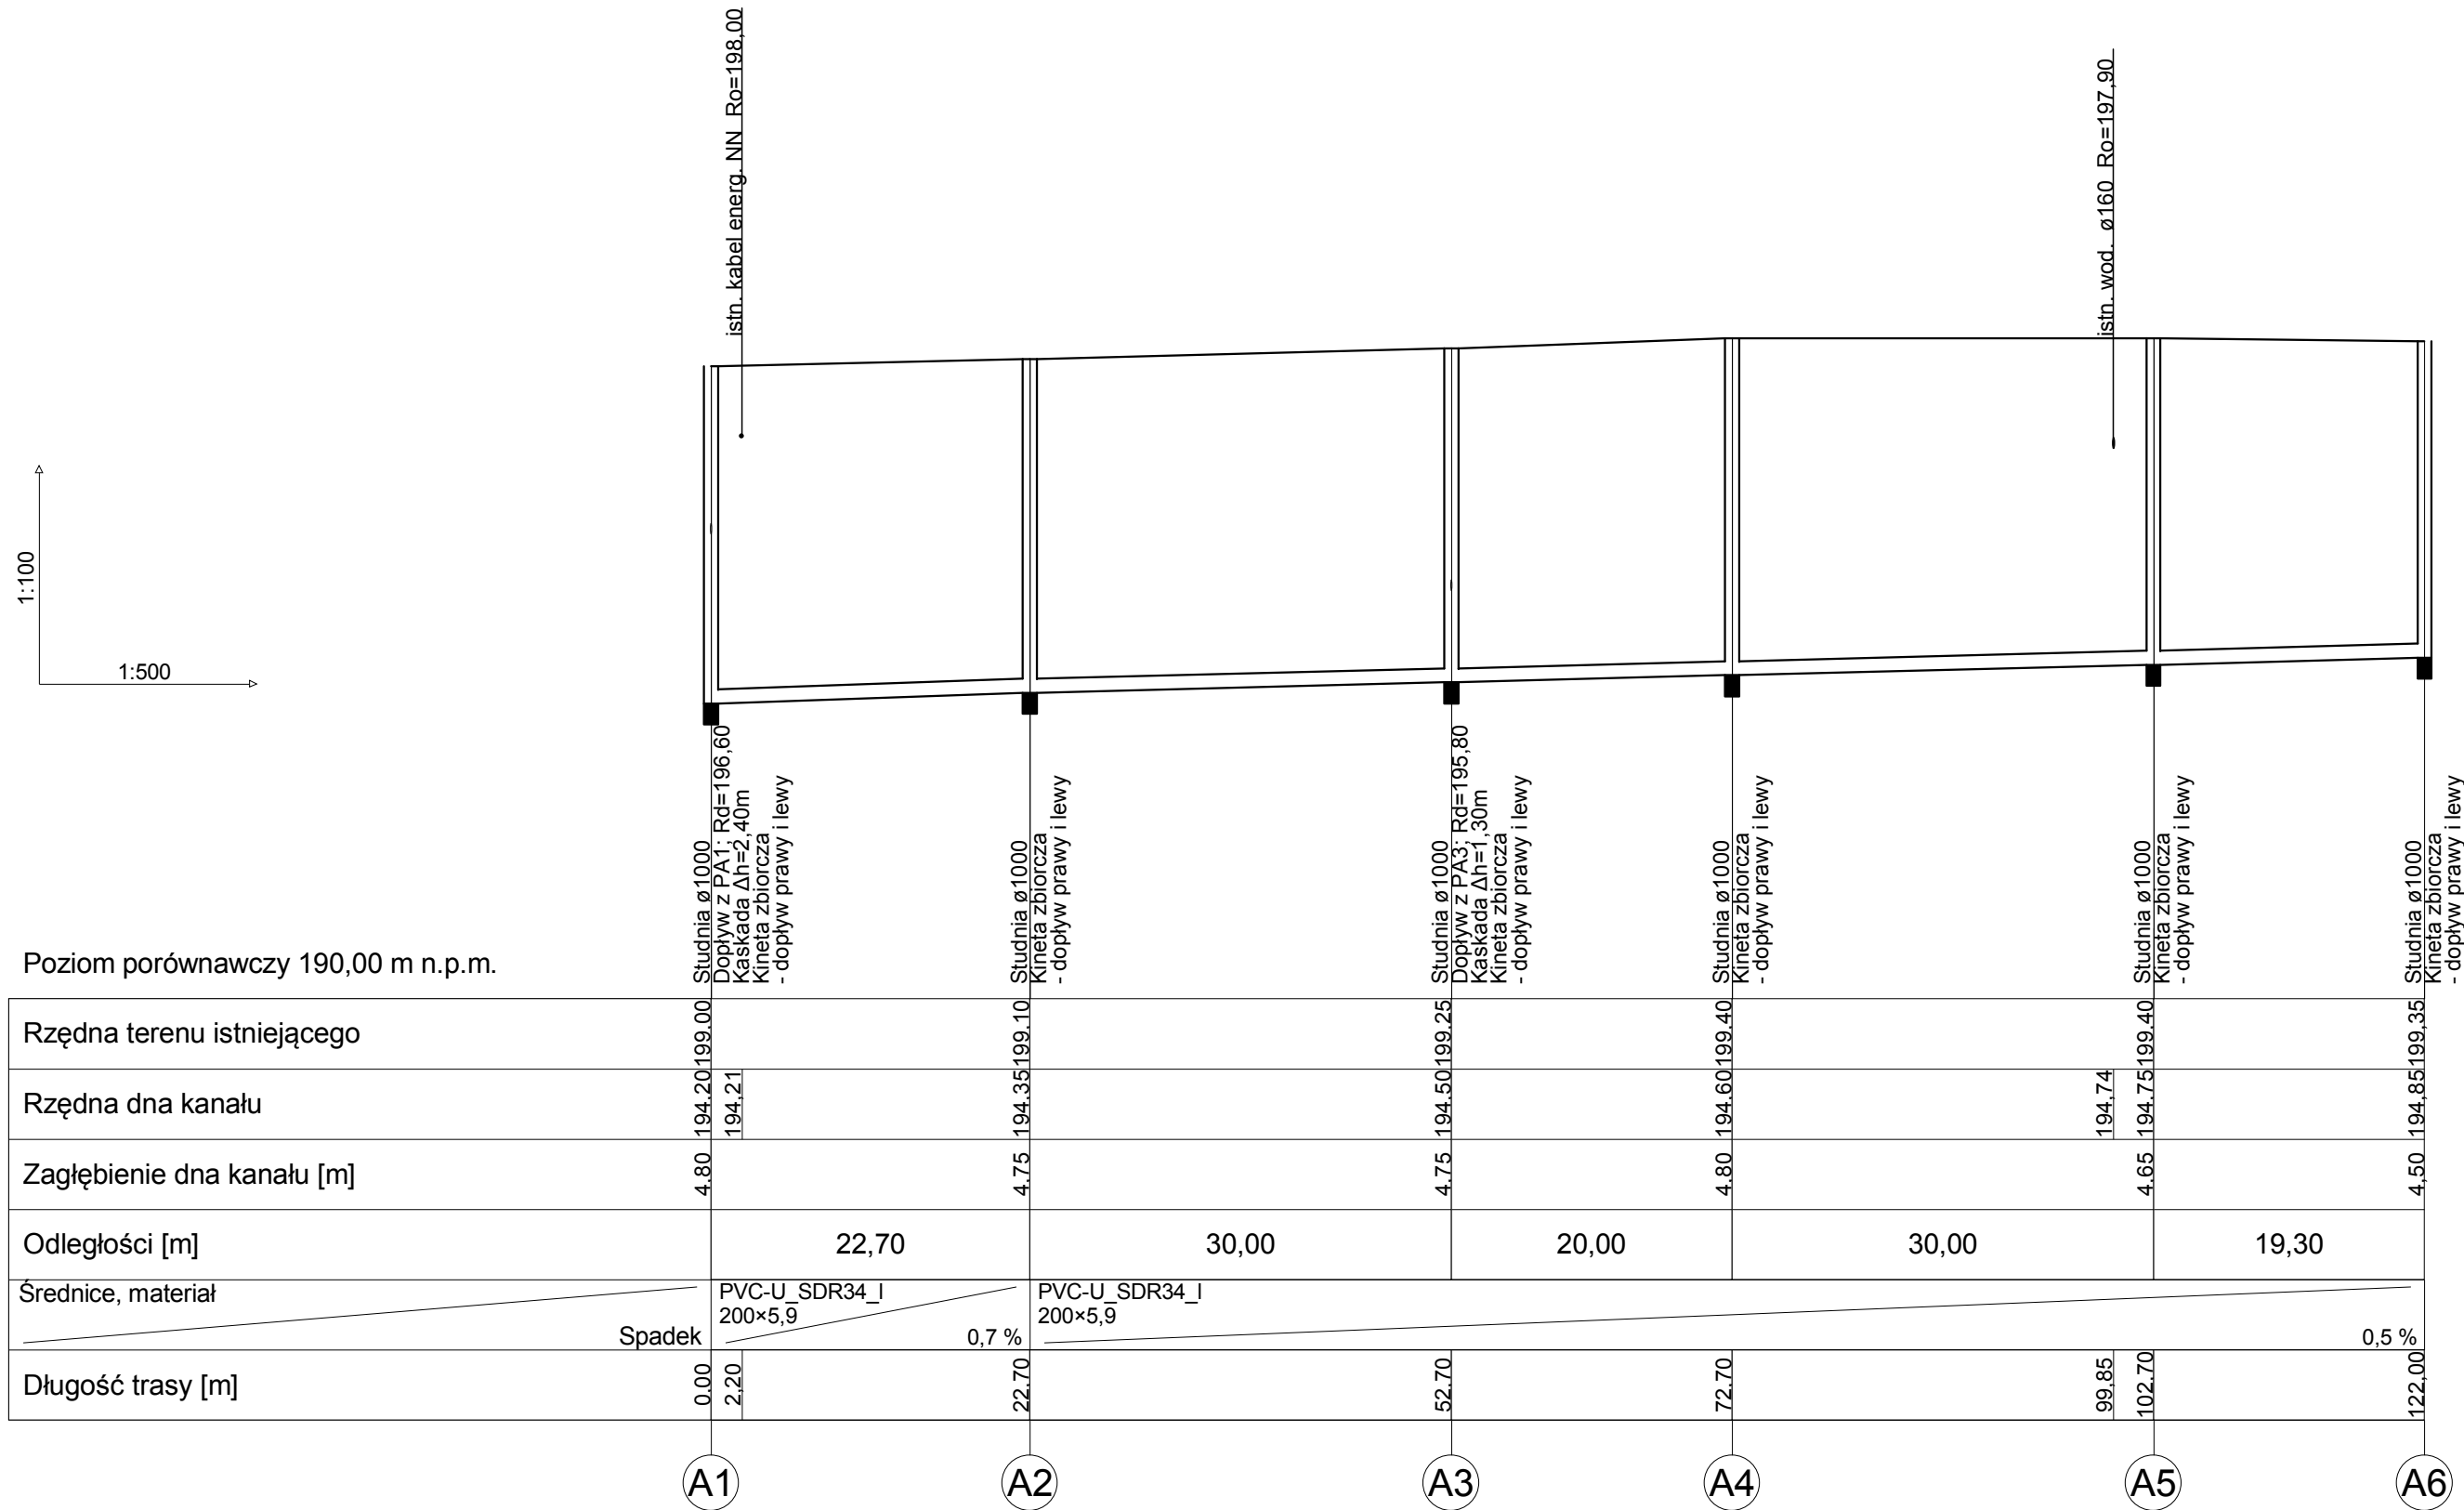 istn. kabel energ. NN  Ro=198,00
istn. wod.  ø160  Ro=197,90
1:100
1:500
Studnia ø1000
Dopływ z PA1; Rd=196,60
Kaskada Δh=2,40m
Kineta zbiorcza
- dopływ prawy i lewy
Studnia ø1000
Kineta zbiorcza
- dopływ prawy i lewy
Studnia ø1000
Dopływ z PA3; Rd=195,80
Kaskada Δh=1,30m
Kineta zbiorcza
- dopływ prawy i lewy
Studnia ø1000
Kineta zbiorcza
- dopływ prawy i lewy
Studnia ø1000
Kineta zbiorcza
- dopływ prawy i lewy
Studnia ø1000
Kineta zbiorcza
- dopływ prawy i lewy
Poziom porównawczy 190,00 m n.p.m.
Rzędna terenu istniejącego
199.00
199.10
199.25
199.40
199.40
199,35
Rzędna dna kanału
194.20
194,21
194.35
194.50
194.60
194,74
194.75
194,85
Zagłębienie dna kanału [m]
4.80
4.75
4.75
4.80
4.65
4,50
Odległości [m]
22,70
30,00
20,00
30,00
19,30
Średnice, materiał
Spadek
PVC-U_SDR34_l
200×5,9
0,7 %
PVC-U_SDR34_l
200×5,9
0,5 %
Długość trasy [m]
0.00
2,20
22.70
52.70
72.70
99,85
102.70
122,00
A1
A2
A3
A4
A5
A6